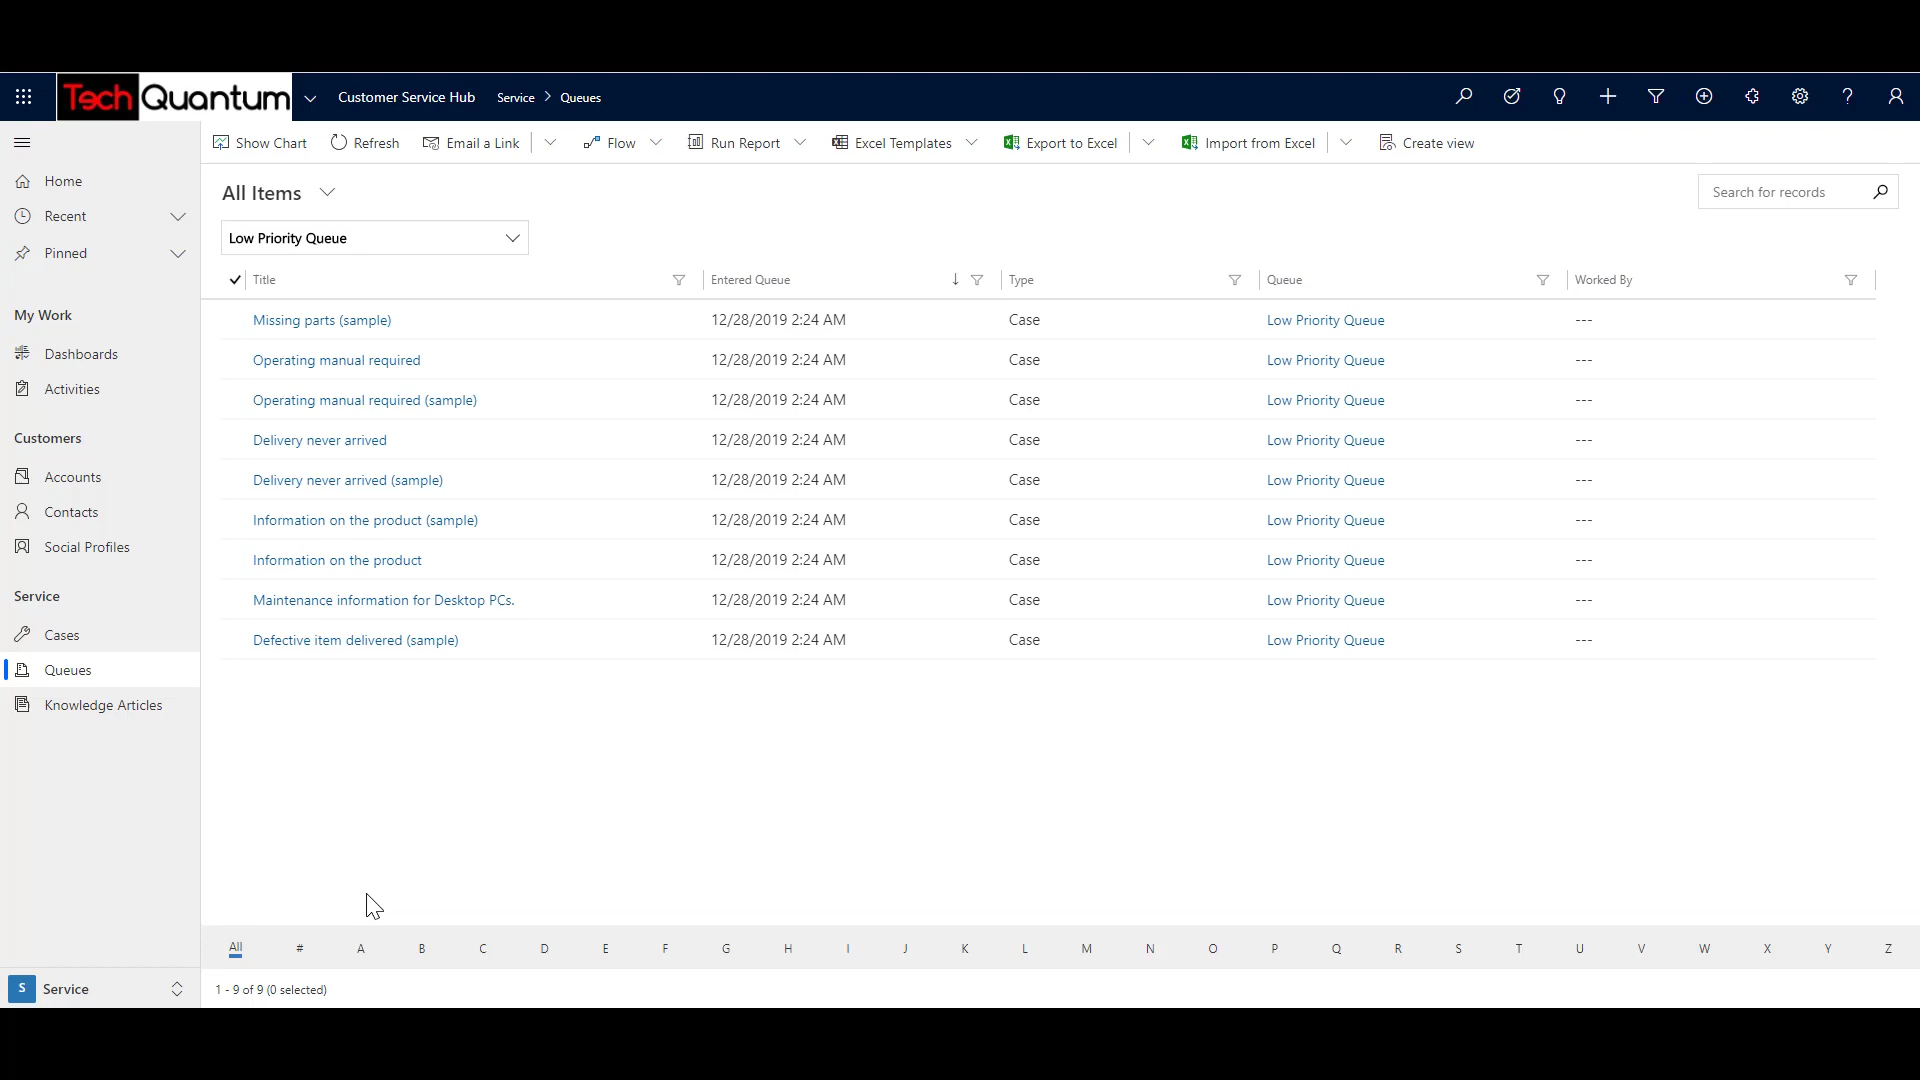 Tech Quantum
Customer Service Hub Service > Queues
Show Chart Refresh Email a Link Flow Run Report Excel Templates Export to Excel Import from Excel Create view
Home
Recent
Pinned
My Work
Dashboards
Activities
Customers
Accounts
Contacts
Social Profiles
Service
Cases
Queues
Knowledge Articles
S Service
All Items
Search for records
Low Priority Queue
Title Entered Queue Type Queue Worked By
Missing parts (sample) 12/28/2019 2:24 AM Case Low Priority Queue ---
Operating manual required 12/28/2019 2:24 AM Case Low Priority Queue ---
Operating manual required (sample) 12/28/2019 2:24 AM Case Low Priority Queue ---
Delivery never arrived 12/28/2019 2:24 AM Case Low Priority Queue ---
Delivery never arrived (sample) 12/28/2019 2:24 AM Case Low Priority Queue ---
Information on the product (sample) 12/28/2019 2:24 AM Case Low Priority Queue ---
Information on the product 12/28/2019 2:24 AM Case Low Priority Queue ---
Maintenance information for Desktop PCs. 12/28/2019 2:24 AM Case Low Priority Queue ---
Defective item delivered (sample) 12/28/2019 2:24 AM Case Low Priority Queue ---
All # A B C D E F G H I J K L M N O P Q R S T U V W X Y Z
1 - 9 of 9 (0 selected)